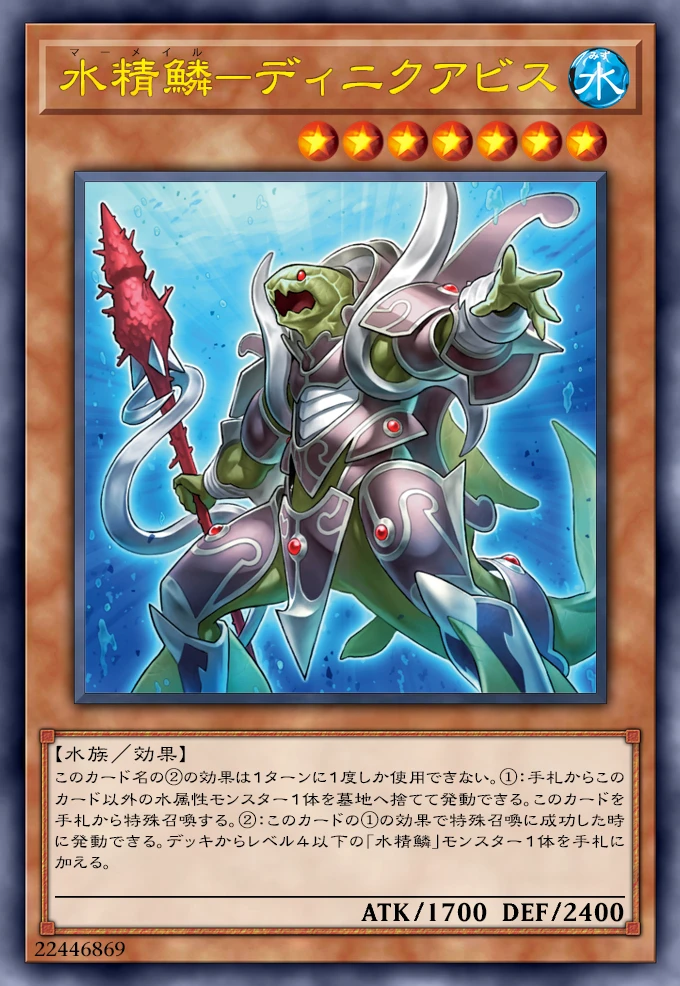 マーメイル
水精鱗－ディニクアビス
みず
水
【水族／効果】
このカード名の②の効果は１ターンに１度しか使用できない。①：手札からこの
カード以外の水属性モンスター１体を墓地へ捨てて発動できる。このカードを
手札から特殊召喚する。②：このカードの①の効果で特殊召喚に成功した時
に発動できる。デッキからレベル４以下の「水精鱗」モンスター１体を手札に
加える。
ATK/1700 DEF/2400
22446869